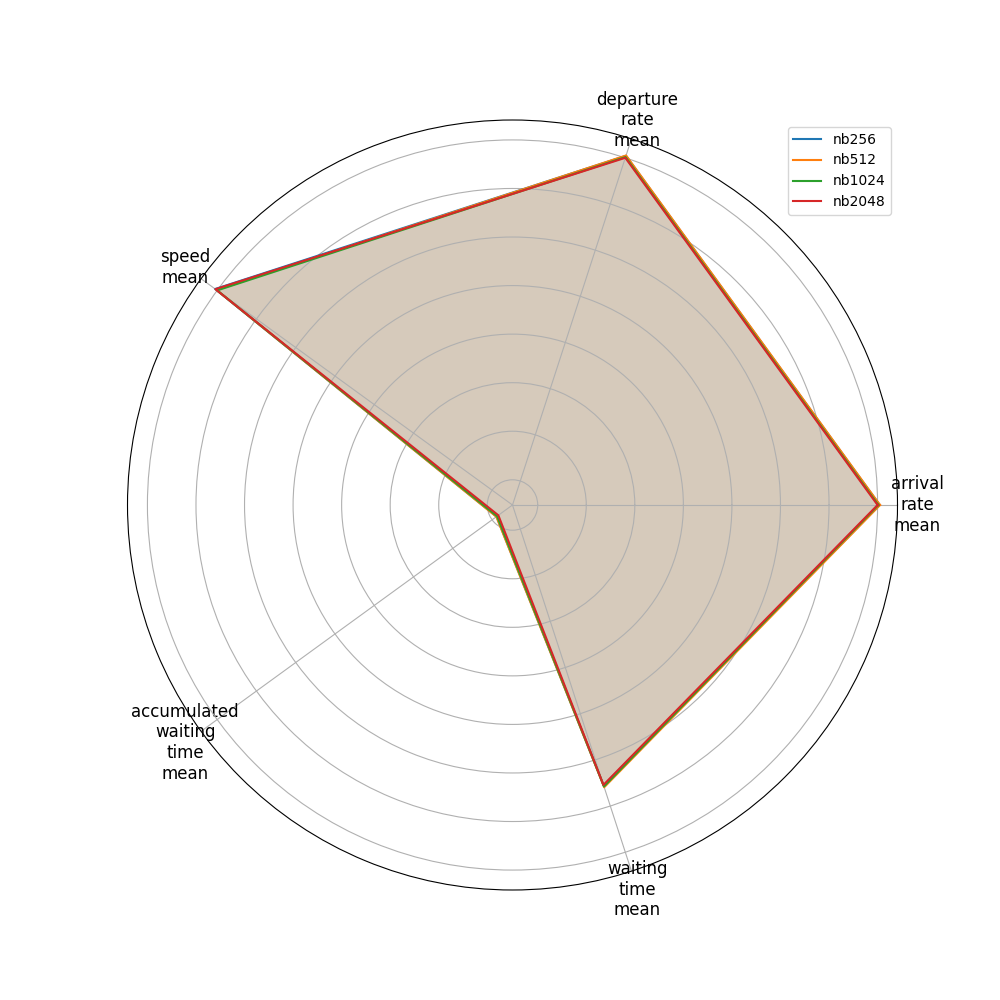 departure
rate
mean
nb256
nb512
nb1024
nb2048
speed
mean
arrival
rate
mean
accumulated
waiting
time
mean
waiting
time
mean